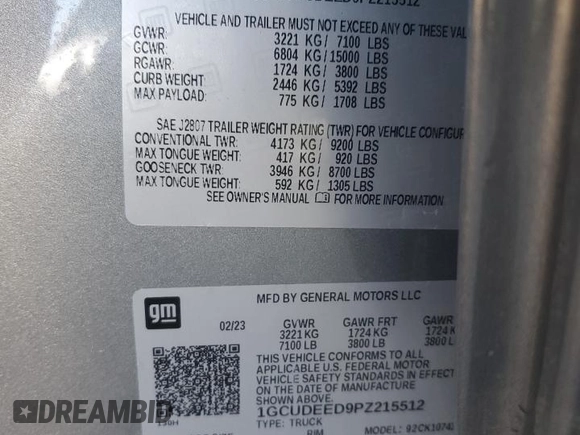 VEHICLE AND TRAILER MUST NOT EXCEED ANY OF THESE VAL
GVWR: 3221 KG / 7100 LBS
GCWR: 6804 KG / 15000 LBS
RGAWR: 1724 KG / 3800 LBS
CURB WEIGHT: 2446 KG / 5392 LBS
MAX PAYLOAD: 775 KG / 1708 LBS
SAE J2807 TRAILER WEIGHT RATING (TWR) FOR VEHICLE CONFIGUR
CONVENTIONAL TWR: 4173 KG / 9200 LBS
MAX TONGUE WEIGHT: 417 KG / 920 LBS
GOOSENECK TWR: 3946 KG / 8700 LBS
MAX TONGUE WEIGHT: 592 KG / 1305 LBS
SEE OWNER'S MANUAL FOR MORE INFORMATION.
gm
MFD BY GENERAL MOTORS LLC
02/23 GVWR GAWR FRT GAWR
3221 KG 1724 KG 1724 K
7100 LB 3800 LB 3800 L
THIS VEHICLE CONFORMS TO ALL
APPLICABLE U.S. FEDERAL MOTOR
VEHICLE
ON THE DATE OF MANUFACTURE
SHOWN ABOVE.
1GCUDEED9PZ215512
TYPE: TRUCK
RIM
EPIC